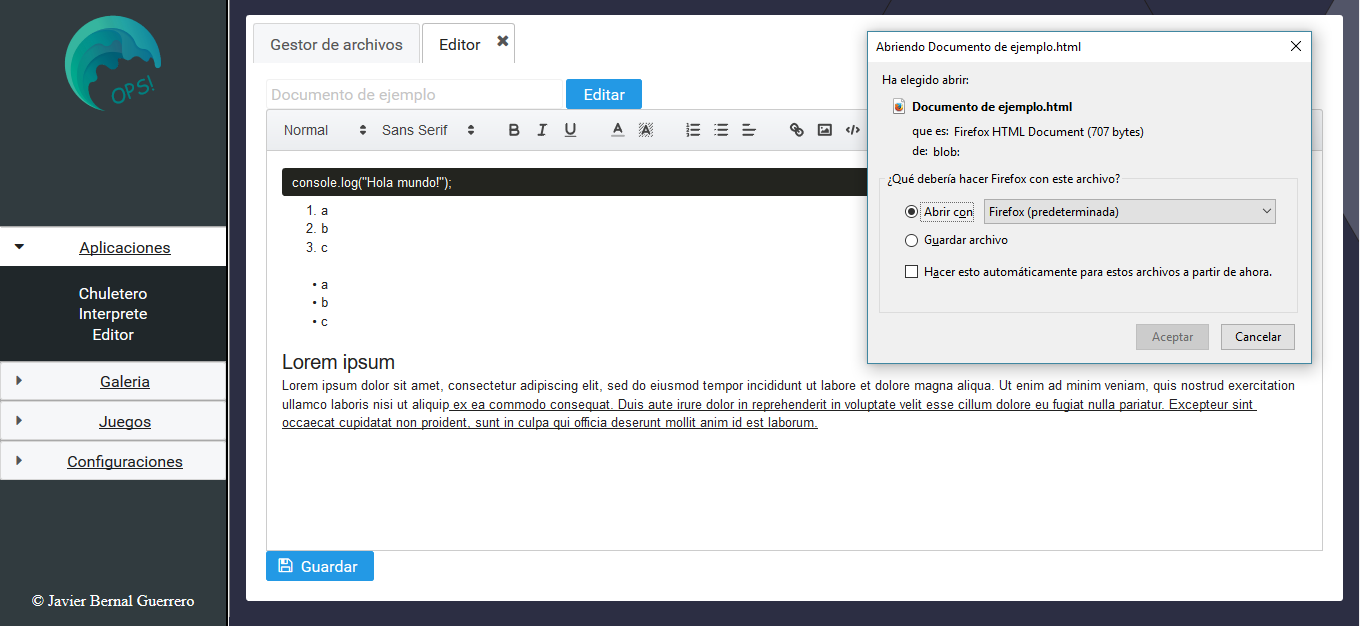 OPS!
Aplicaciones
Chuletero
Interprete
Editor
Galeria
Juegos
Configuraciones
© Javier Bernal Guerrero
Gestor de archivos
Editor
Documento de ejemplo
Editar
Normal
Sans Serif
B I U A A
console.log("Hola mundo!");
1. a
2. b
3. c
• a
• b
• c
Lorem ipsum
Lorem ipsum dolor sit amet, consectetur adipiscing elit, sed do eiusmod tempor incididunt ut labore et dolore magna aliqua. Ut enim ad minim veniam, quis nostrud exercitation
ullamco laboris nisi ut aliquip ex ea commodo consequat. Duis aute irure dolor in reprehenderit in voluptate velit esse cillum dolore eu fugiat nulla pariatur. Excepteur sint
occaecat cupidatat non proident, sunt in culpa qui officia deserunt mollit anim id est laborum.
Guardar
Abriendo Documento de ejemplo.html
Ha elegido abrir:
Documento de ejemplo.html
que es: Firefox HTML Document (707 bytes)
de: blob:
¿Qué debería hacer Firefox con este archivo?
Abrir con
Firefox (predeterminada)
Guardar archivo
Hacer esto automáticamente para estos archivos a partir de ahora.
Aceptar
Cancelar